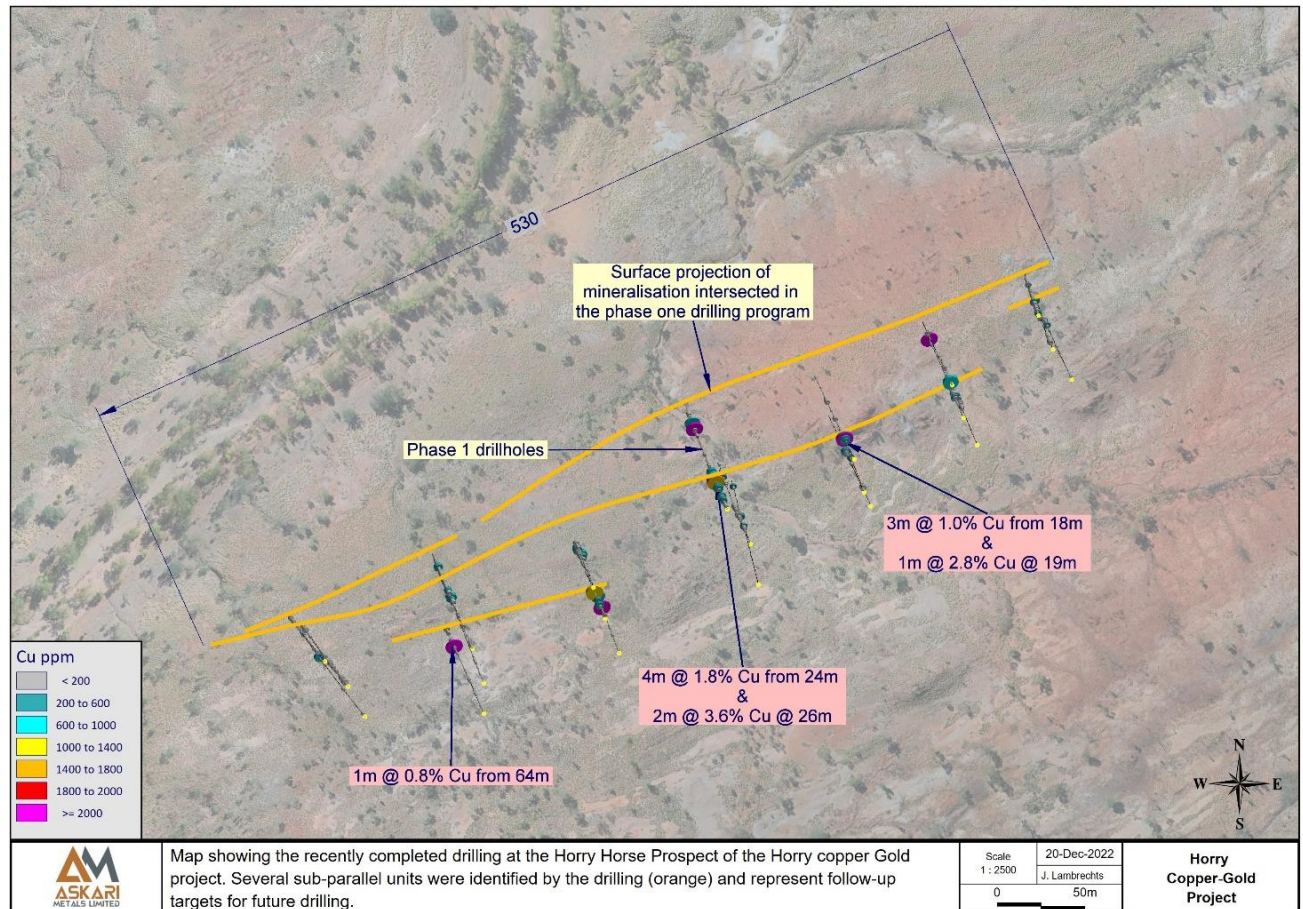 530
Surface projection of
mineralisation intersected in
the phase one drilling program
Phase 1 drillholes
3m @ 1.0% Cu from 18m
&
1m @ 2.8% Cu @ 19m
4m @ 1.8% Cu from 24m
&
2m @ 3.6% Cu @ 26m
1m @ 0.8% Cu from 64m
Cu ppm
< 200
200 to 600
600 to 1000
1000 to 1400
1400 to 1800
1800 to 2000
>= 2000
N
W E
S
AM
ASKARI
METALS LIMITED
Map showing the recently completed drilling at the Horry Horse Prospect of the Horry copper Gold
project. Several sub-parallel units were identified by the drilling (orange) and represent follow-up
targets for future drilling.
Scale
1 : 2500
20-Dec-2022
J. Lambrechts
0 50m
Horry
Copper-Gold
Project